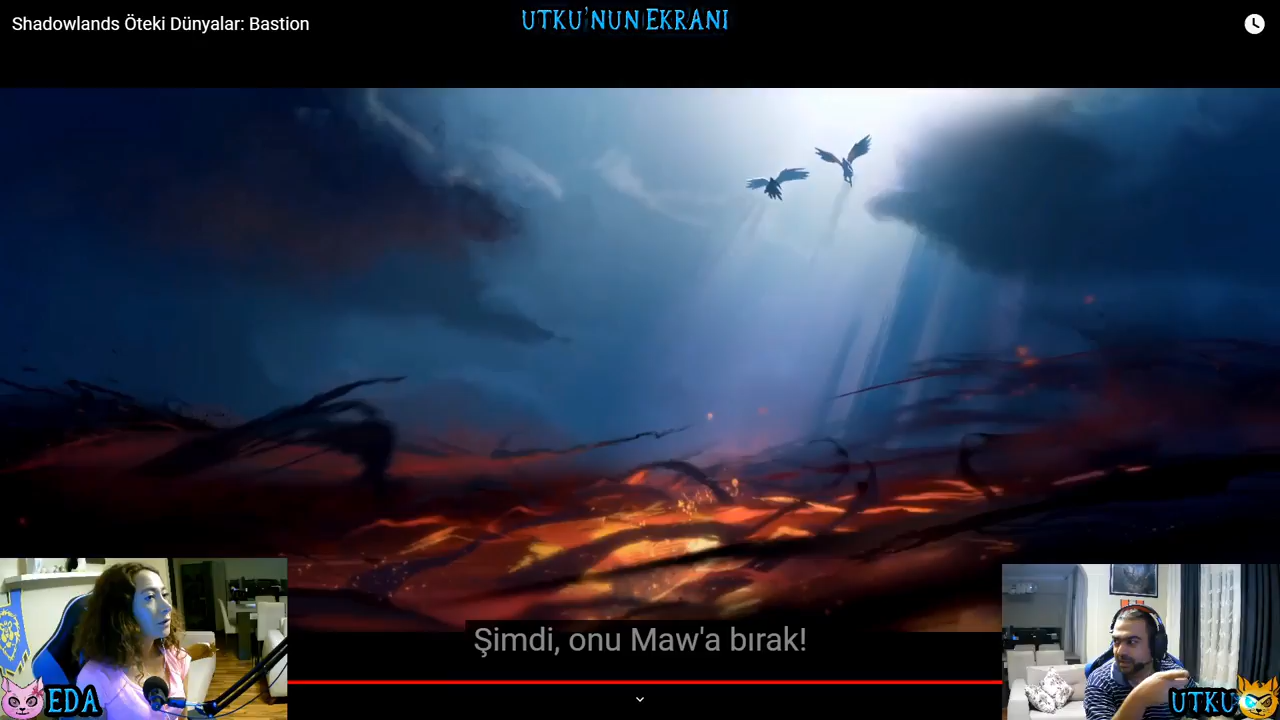 Shadowlands Öteki Dünyalar: Bastion
UTKU'NUN EKRANI
Şimdi, onu Maw'a bırak!
EDA
UTKU